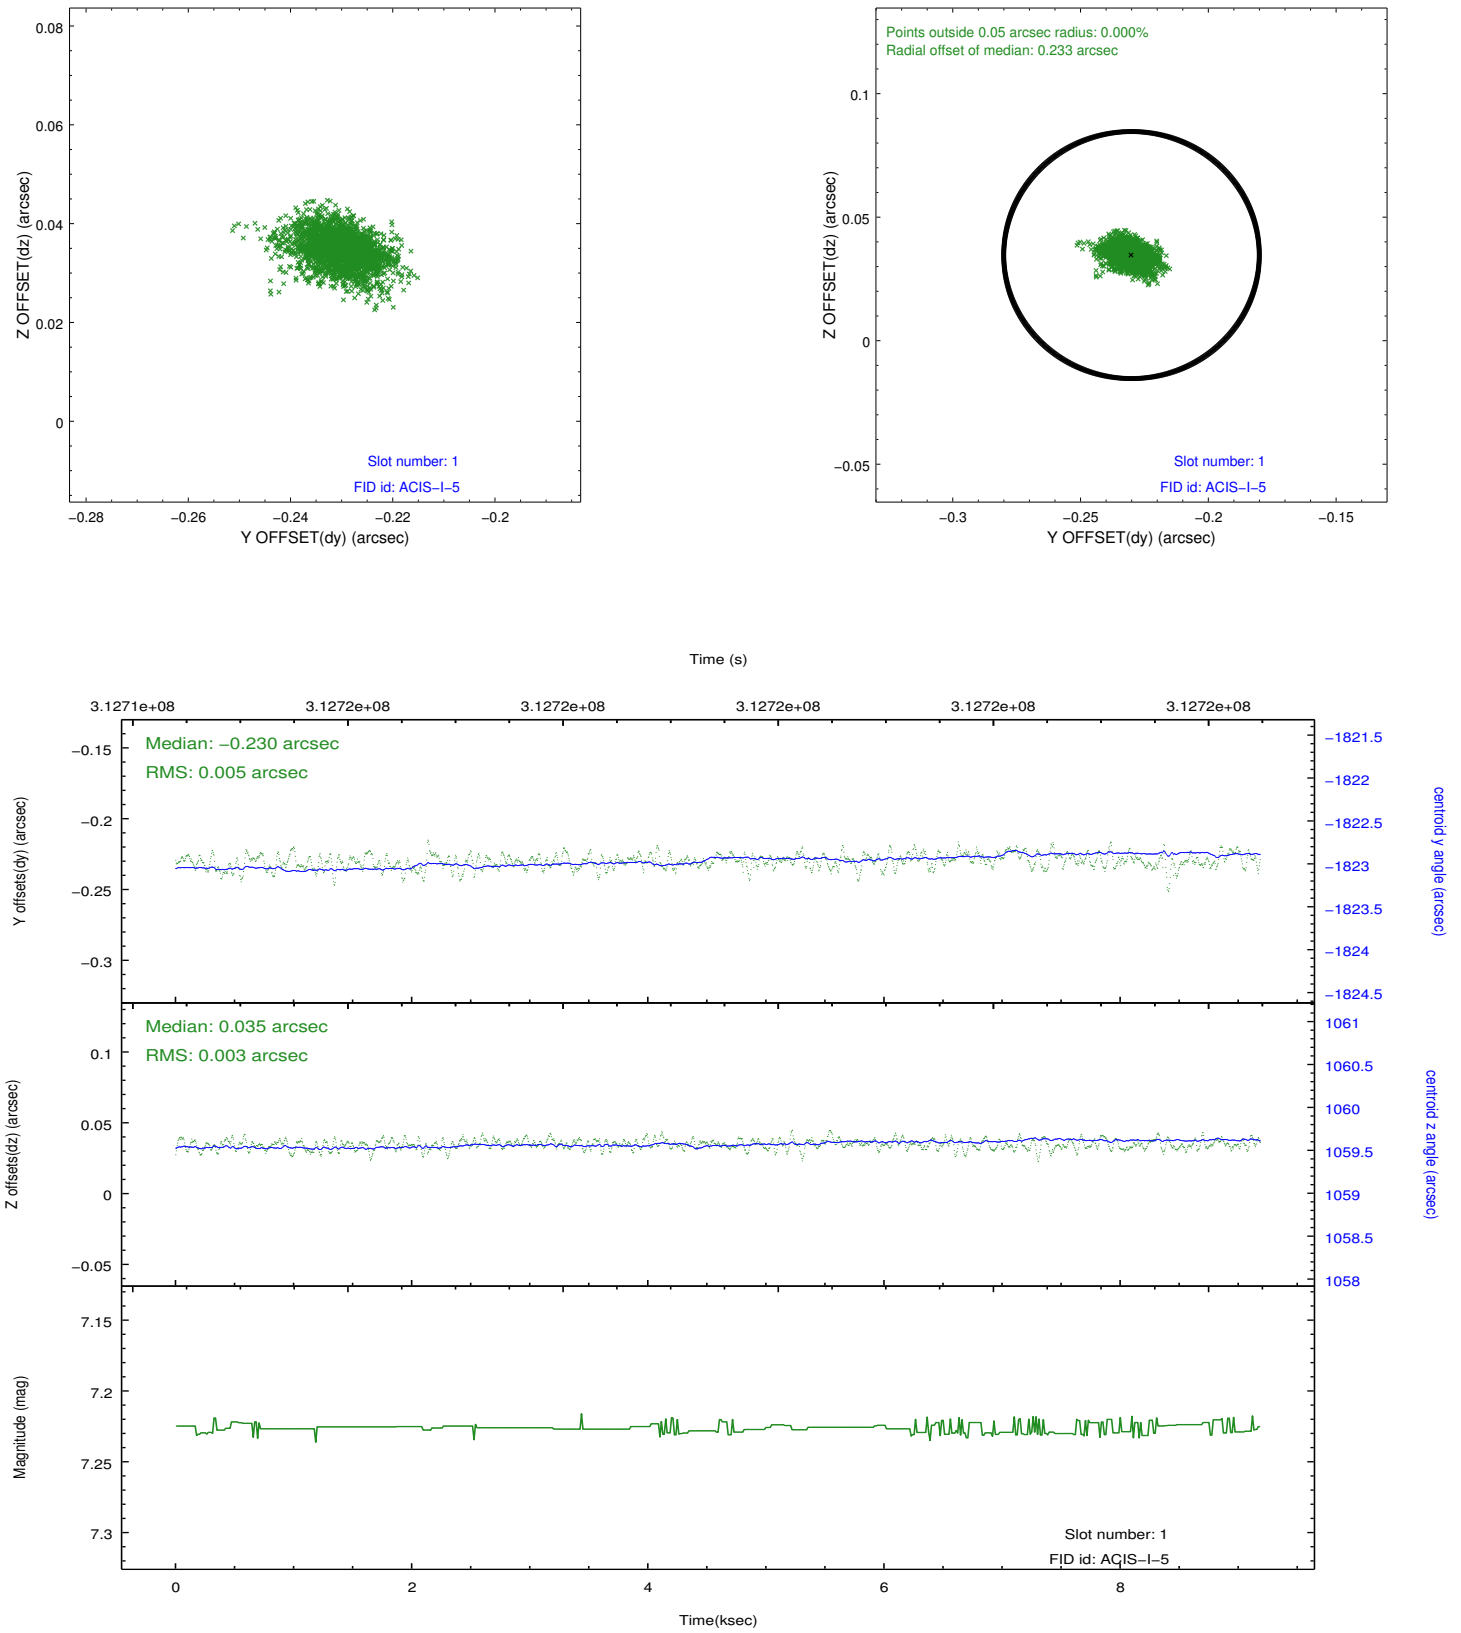 0.08
0.06
0.04
0.02
0
Z OFFSET(dz) (arcsec)
Slot number: 1
FID id: ACIS−I−5
−0.28 −0.26 −0.24 −0.22 −0.2
Y OFFSET(dy) (arcsec)
Points outside 0.05 arcsec radius: 0.000%
Radial offset of median: 0.233 arcsec
0.1
0.05
0
−0.05
Z OFFSET(dz) (arcsec)
Slot number: 1
FID id: ACIS−I−5
−0.3 −0.25 −0.2 −0.15
Y OFFSET(dy) (arcsec)
Time (s)
3.1271e+08 3.1272e+08 3.1272e+08 3.1272e+08 3.1272e+08 3.1272e+08
Median: −0.230 arcsec
RMS: 0.005 arcsec
−0.15
−0.2
−0.25
−0.3
Y offsets(dy) (arcsec)
−1821.5
−1822
−1822.5
−1823
−1823.5
−1824
−1824.5
centroid y angle (arcsec)
Median: 0.035 arcsec
RMS: 0.003 arcsec
0.1
0.05
0
−0.05
Z offsets(dz) (arcsec)
1061
1060.5
1060
1059.5
1059
1058.5
1058
centroid z angle (arcsec)
7.15
7.2
7.25
7.3
Magnitude (mag)
Slot number: 1
FID id: ACIS−I−5
0 2 4 6 8
Time(ksec)